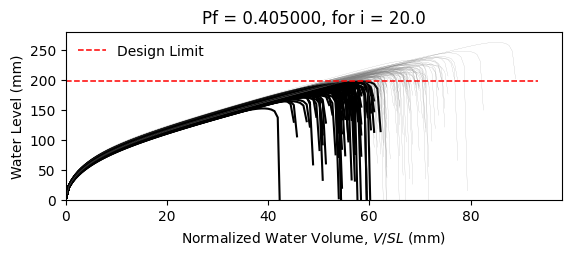 Pf = 0.405000, for i = 20.0
Design Limit
Water Level (mm)
250
200
150
100
50
0
0 20 40 60 80
Normalized Water Volume, V/SL (mm)